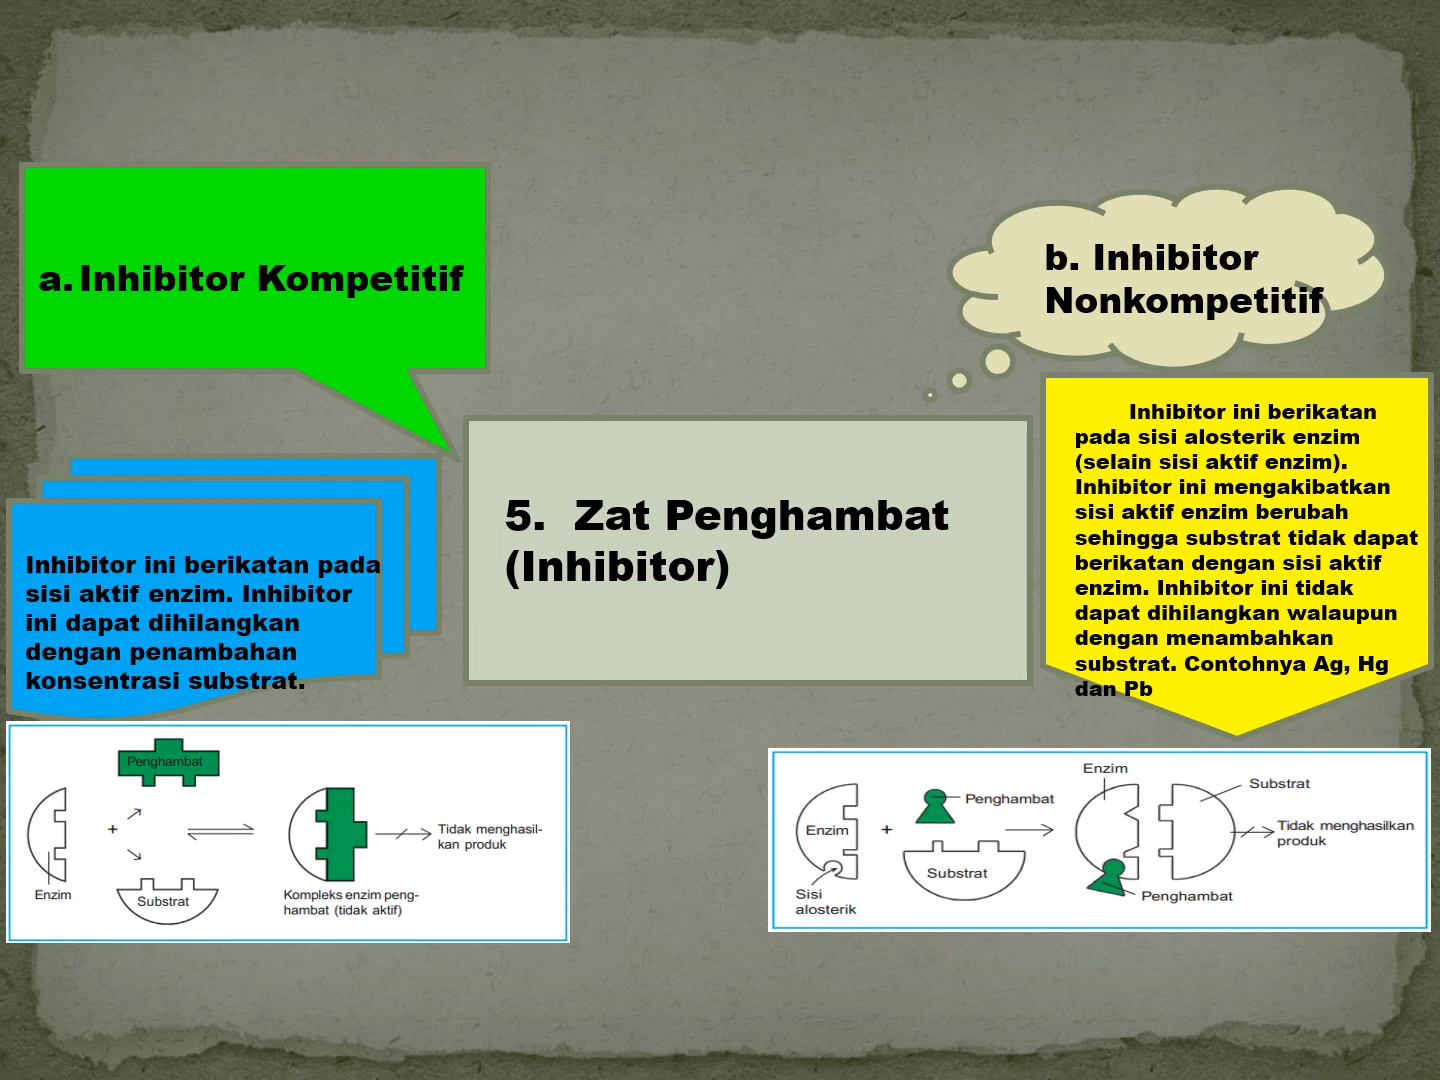 a. Inhibitor Kompetitif
b. Inhibitor
Nonkompetitif
5. Zat Penghambat
(Inhibitor)
Inhibitor ini berikatan pada
sisi aktif enzim. Inhibitor
ini dapat dihilangkan
dengan penambahan
konsentrasi substrat.
Inhibitor ini berikatan
pada sisi alosterik enzim
(selain sisi aktif enzim).
Inhibitor ini mengakibatkan
sisi aktif enzim berubah
sehingga substrat tidak dapat
berikatan dengan sisi aktif
enzim. Inhibitor ini tidak
dapat dihilangkan walaupun
dengan menambahkan
substrat. Contohnya Ag, Hg
dan Pb
Penghambat
+
Enzim
Substrat
Kompleks enzim peng-
hambat (tidak aktif)
Tidak menghasil-
kan produk
Enzim
+
Sisi
alosterik
Penghambat
Substrat
Enzim
Substrat
Tidak menghasilkan
produk
Penghambat